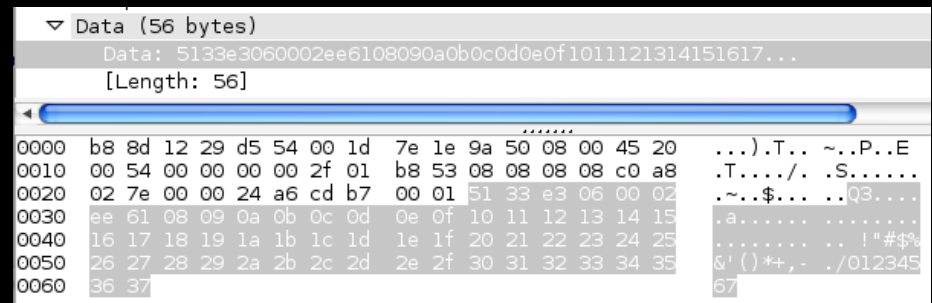 ▽ Data (56 bytes)
Data: 5133e3060002ee6108090a0b0c0d0e0f1011121314151617...
[Length: 56]
0000 b8 8d 12 29 d5 54 00 1d 7e 1e 9a 50 08 00 45 20 ...).T.. ~..P..E
0010 00 54 00 00 00 00 2f 01 b8 53 08 08 08 08 c0 a8 .T..../. .S......
0020 02 7e 00 00 24 a6 cd b7 00 01 51 33 e3 06 00 02 .~..$... ..Q3....
0030 ee 61 08 09 0a 0b 0c 0d 0e 0f 10 11 12 13 14 15 .a...... ........
0040 16 17 18 19 1a 1b 1c 1d 1e 1f 20 21 22 23 24 25 ........ .. !"#$%
0050 26 27 28 29 2a 2b 2c 2d 2e 2f 30 31 32 33 34 35 &'()*+,- ./012345
0060 36 37 67